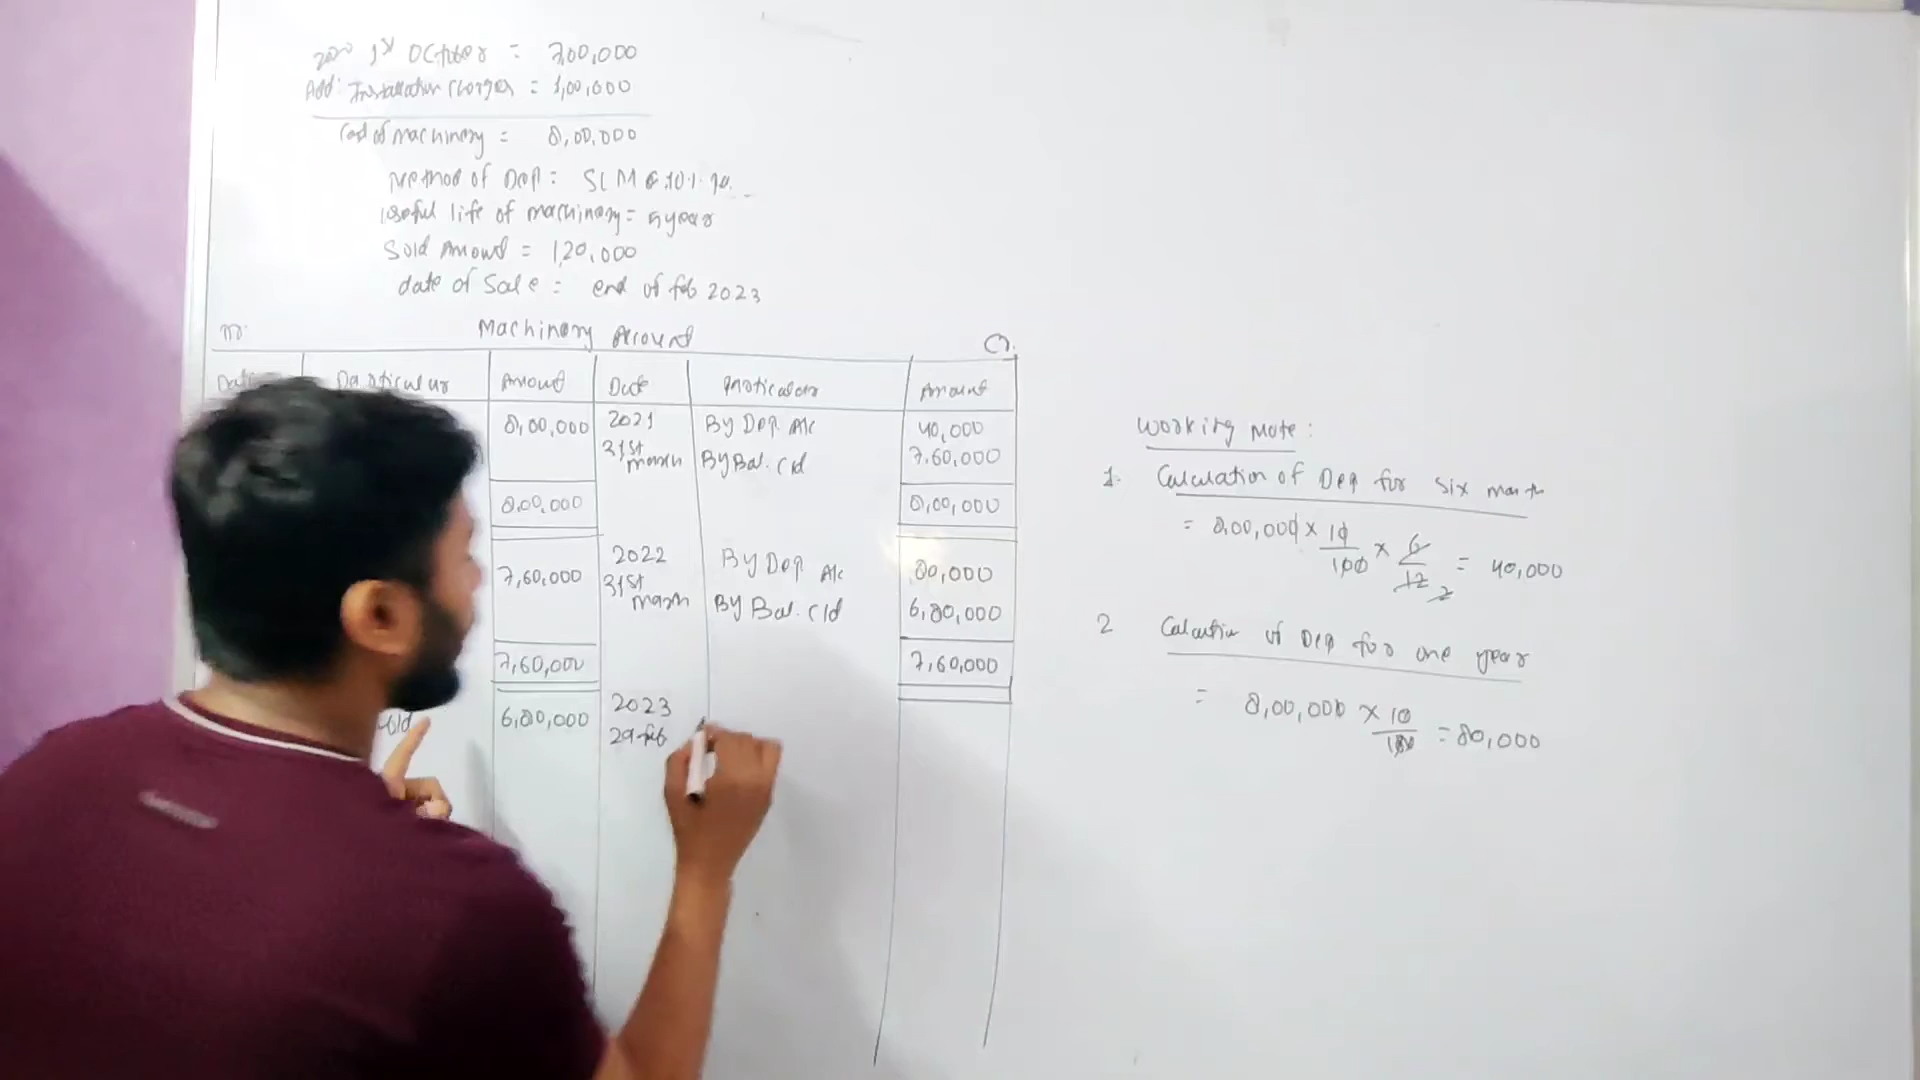 1st October = 7,00,000
Add: Installation Charges = 1,00,000
Cost of machinery = 8,00,000
Method of Dep = SLM @ 10%
Useful life of machinery = 5 year
Sold Amount = 1,20,000
date of Sale = end of feb 2023
Machinery Account
Cr.
Particular Amount Date Particular Amount
8,00,000 2021 By Dep. A/c 40,000
31st march By Bal. c/d 7,60,000
8,00,000 8,00,000
7,60,000 2022 By Dep A/c 80,000
31st march By Bal. c/d 6,80,000
7,60,000 7,60,000
6,80,000 2023
29 feb
Working Note:
1. Calculation of Dep for six month
= 8,00,000 × 10/100 × 6/12 2 = 40,000
2 Calculation of Dep for one year
= 8,00,000 × 10/100 = 80,000